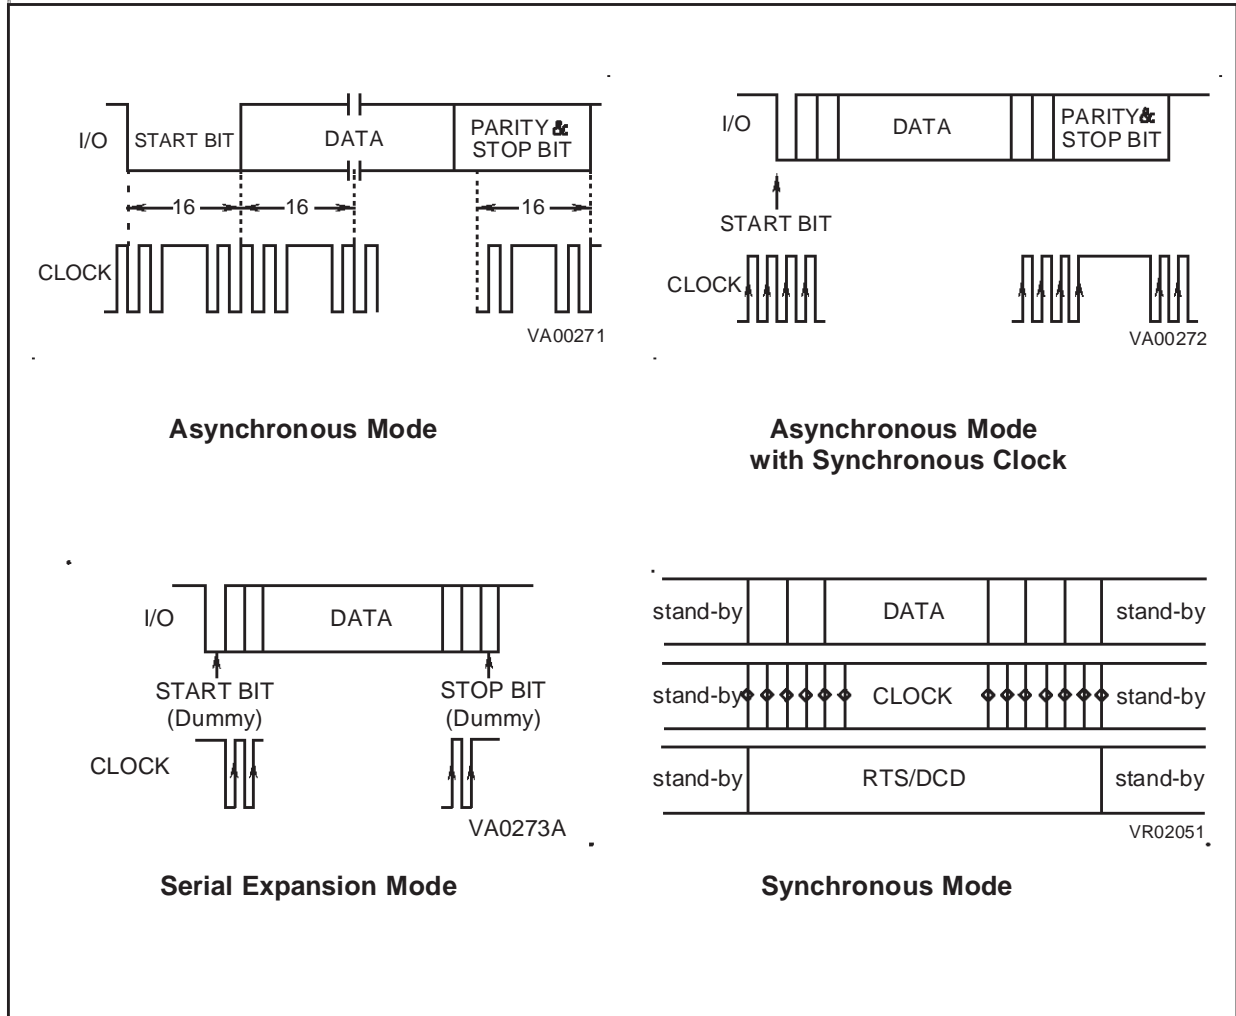 I/O
START BIT
DATA
PARITY &
STOP BIT
16
16
16
CLOCK
VA00271
Asynchronous Mode
I/O
DATA
PARITY &
STOP BIT
START BIT
CLOCK
VA00272
Asynchronous Mode
with Synchronous Clock
I/O
DATA
START BIT
(Dummy)
STOP BIT
(Dummy)
CLOCK
VA0273A
Serial Expansion Mode
stand-by
DATA
stand-by
stand-by
CLOCK
stand-by
stand-by
RTS/DCD
stand-by
VR02051
Synchronous Mode